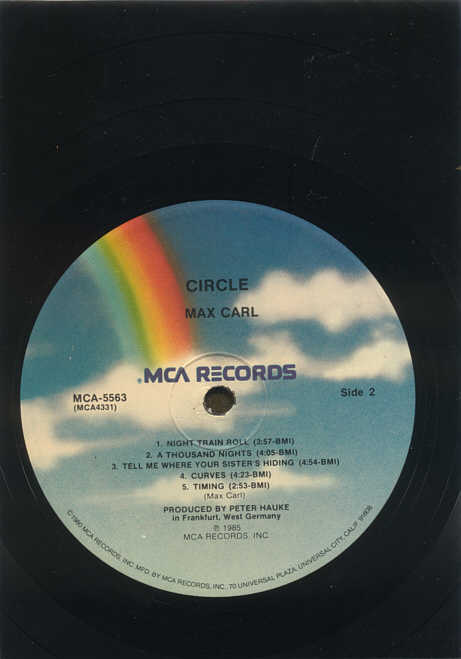 CIRCLE
MAX CARL
MCA RECORDS
MCA-5563
(MCA4331)
Side 2
1. NIGHT TRAIN ROLL (3:57-BMI)
2. A THOUSAND NIGHTS (4:05-BMI)
3. TELL ME WHERE YOUR SISTER'S HIDING (4:54-BMI)
4. CURVES (4:23-BMI)
5. TIMING (2:53-BMI)
(Max Carl)
PRODUCED BY PETER HAUKE
in Frankfurt, West Germany
℗ 1985
MCA RECORDS, INC.
©1980 MCA RECORDS, INC. MFD. BY MCA RECORDS, INC., 70 UNIVERSAL PLAZA, UNIVERSAL CITY, CALIF. 91608